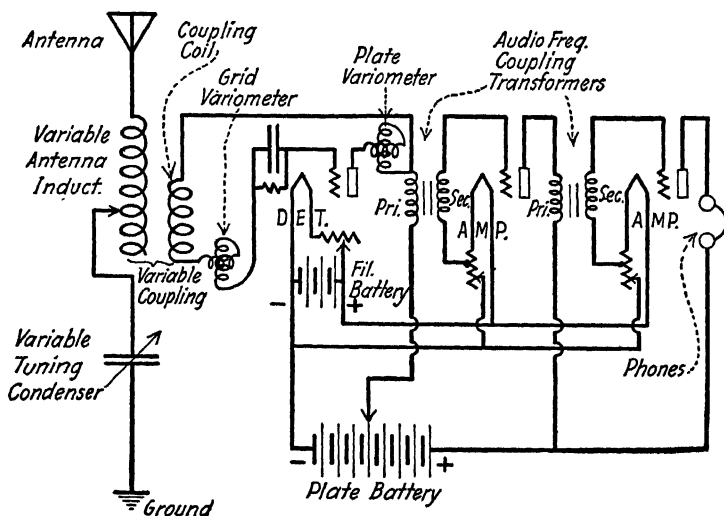 Antenna
Coupling
Coil
Grid
Variometer
Plate
Variometer
Audio Freq.
Coupling
Transformers
Variable
Antenna
Induct.
Variable
Coupling
DET.
Fil.
Battery
- +
Pri.
Sec.
AMP.
Pri.
Sec.
AMP.
Variable
Tuning
Condenser
Phones
- +
Plate Battery
Ground